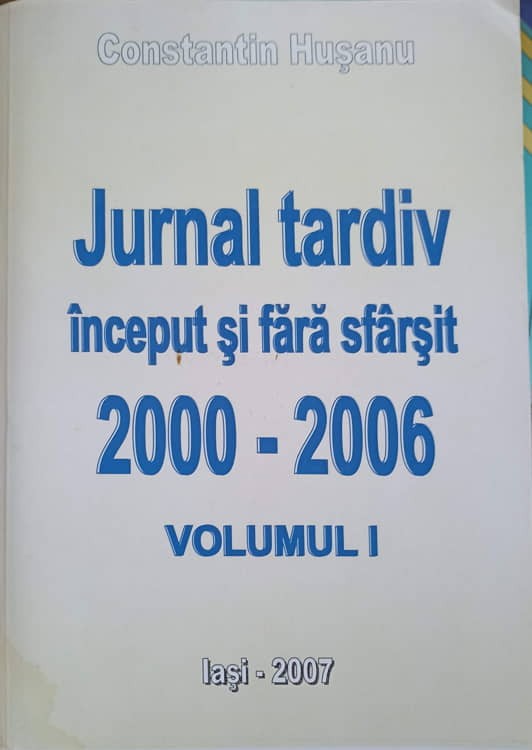 Constantin Huşanu
Jurnal tardiv
început şi fără sfârşit
2000 - 2006
VOLUMUL I
Iaşi - 2007